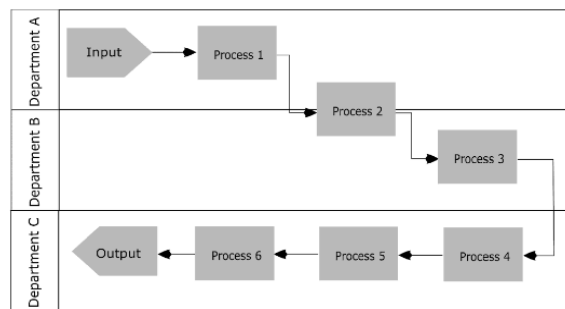 Department A
Input
Process 1
Process 2
Department B
Process 3
Department C
Output
Process 6
Process 5
Process 4